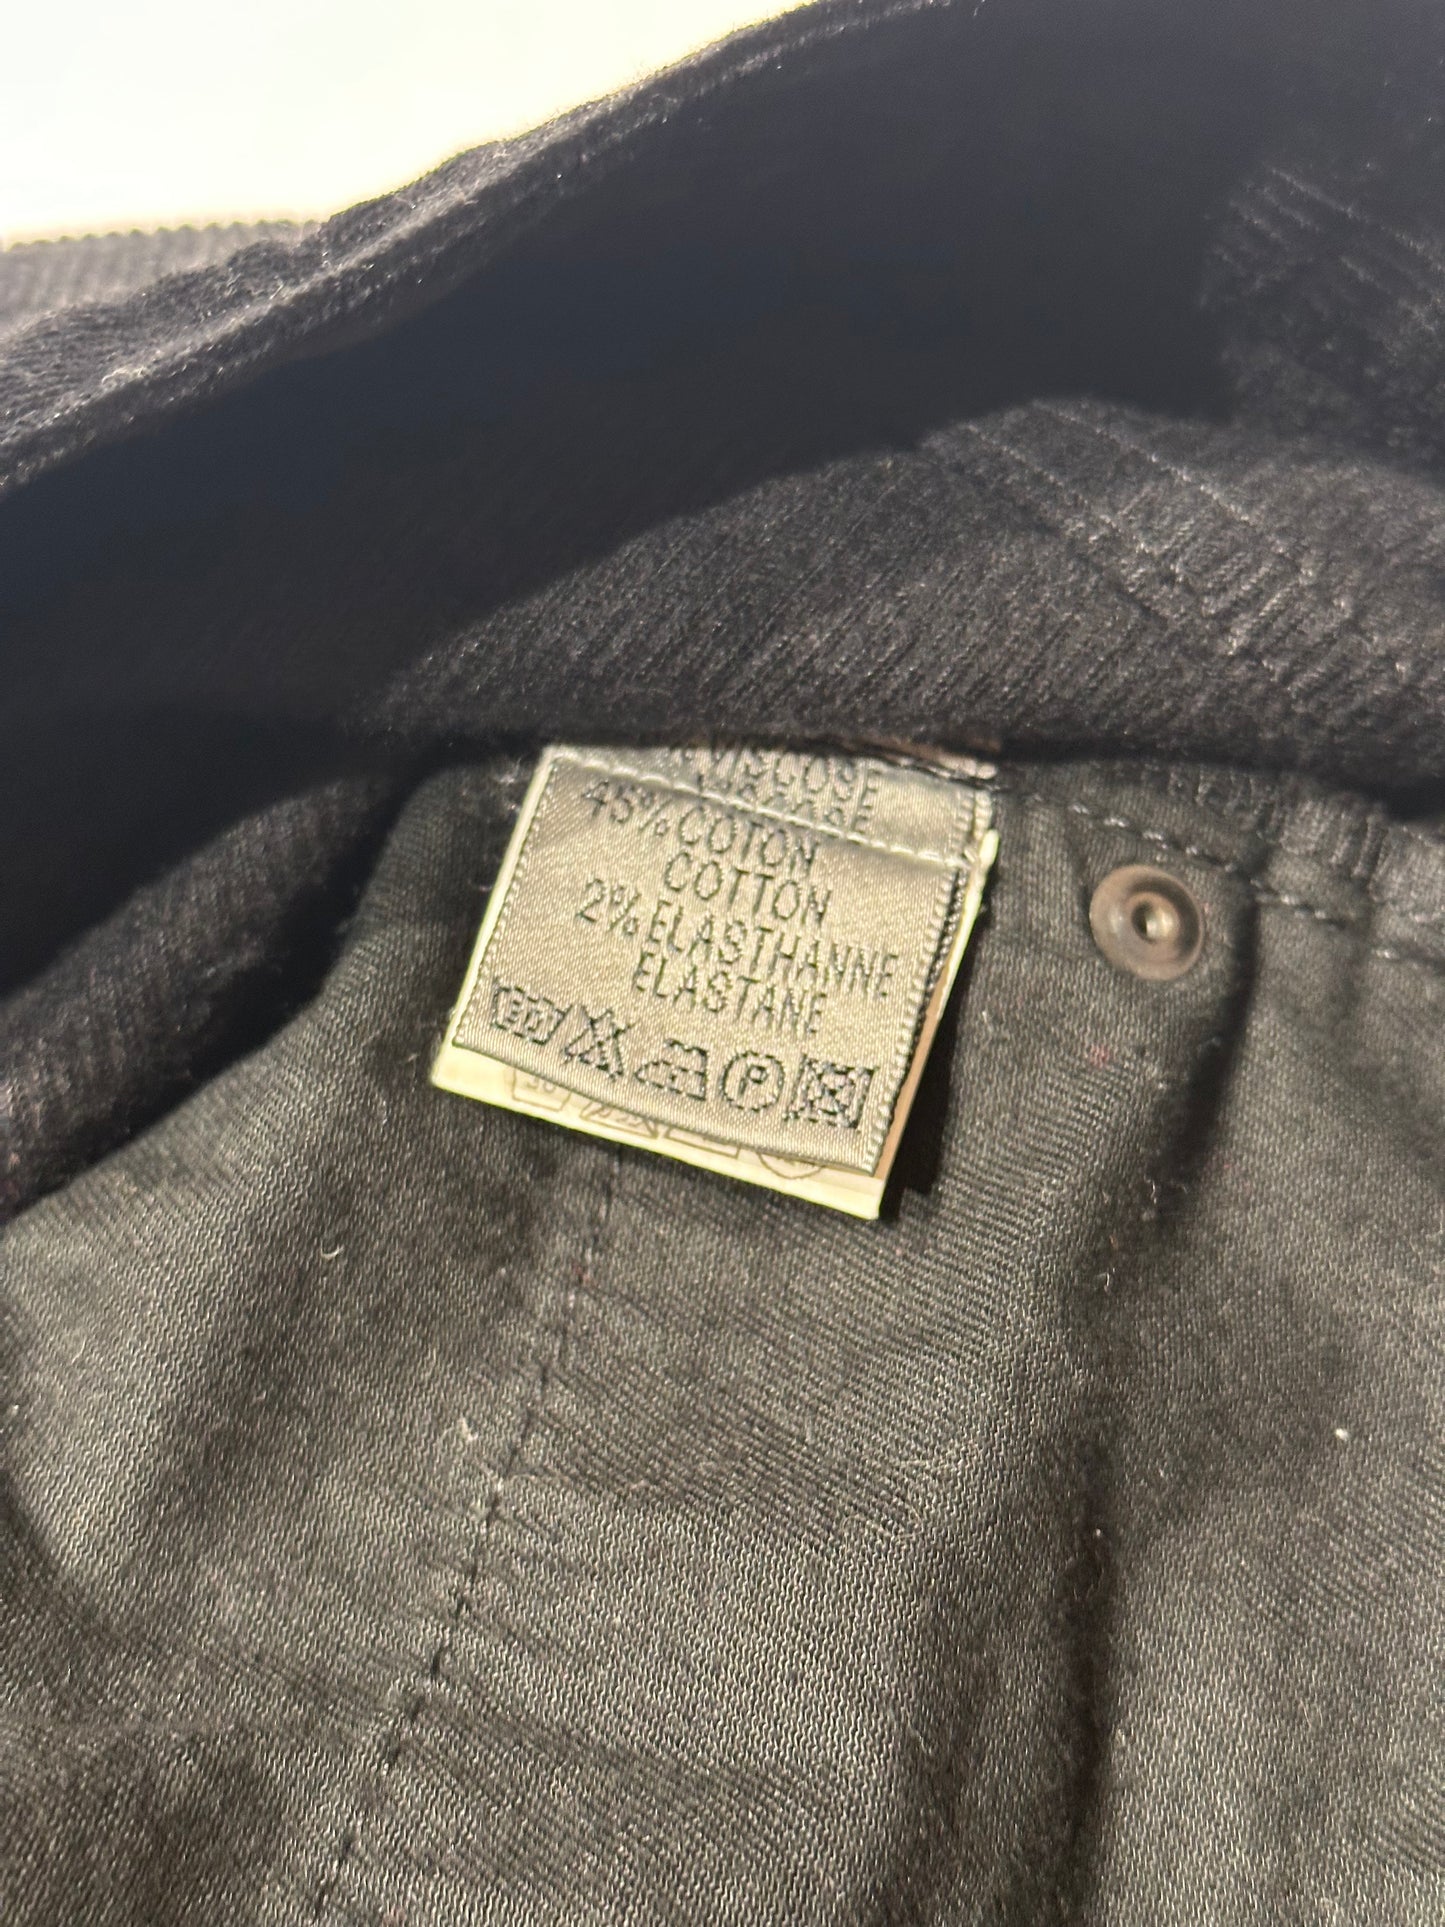 VISCOSE
45% COTON
COTTON
2% ELASTHANNE
ELASTANE
P